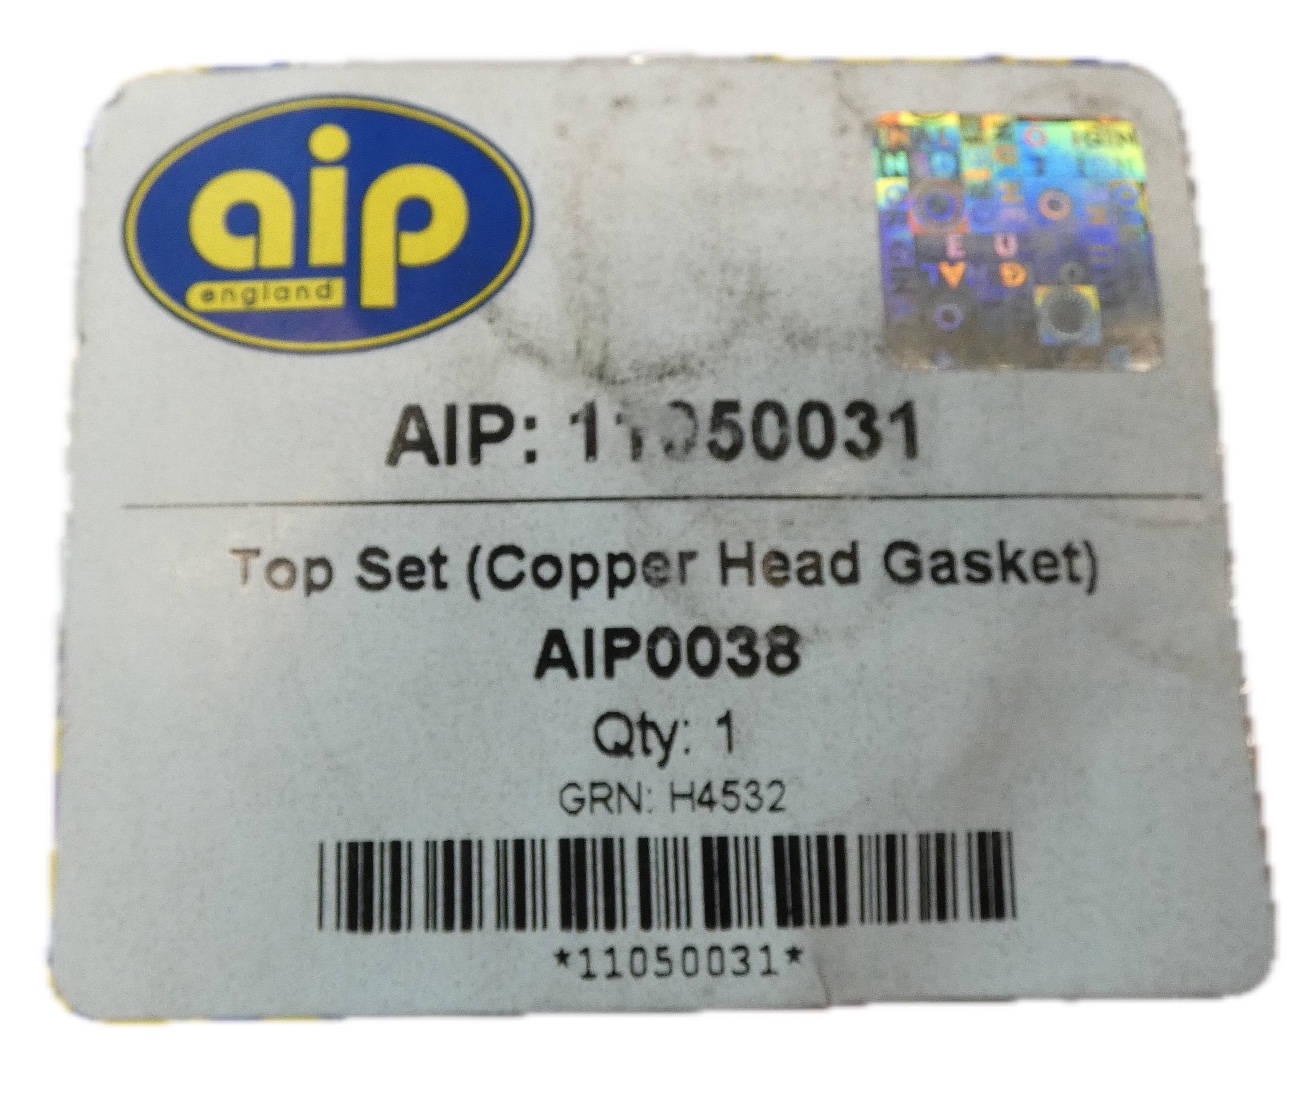 aip
england
AIP: 11050031
Top Set (Copper Head Gasket)
AIP0038
Qty: 1
GRN: H4532
*11050031*